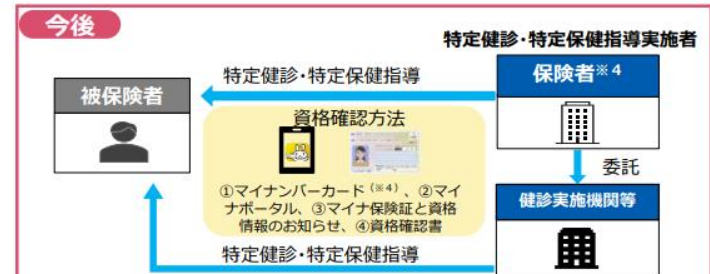 今後
特定健診・特定保健指導実施者
特定健診・特定保健指導
保険者※4
被保険者
資格確認方法
委託
①マイナンバーカード（※4）、②マイ
ナポータル、③マイナ保険証と資格
情報のお知らせ、④資格確認書
健診実施機関等
特定健診・特定保健指導